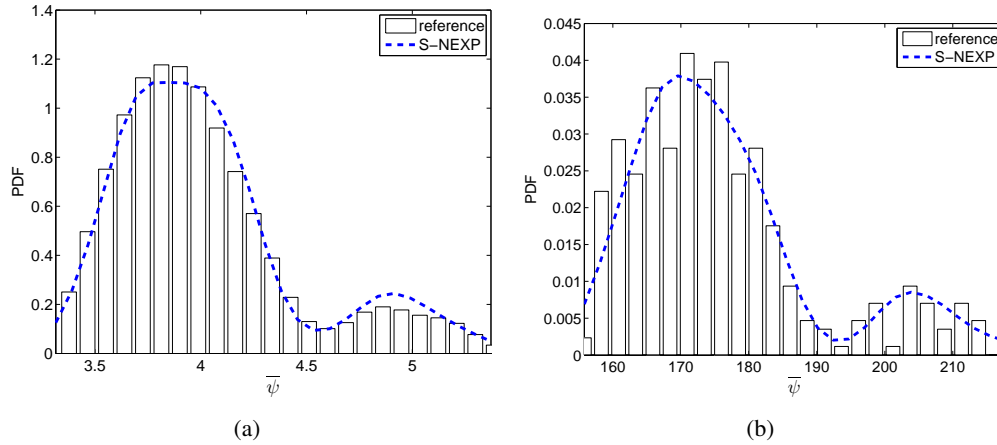 1.4
1.2
1
0.8
0.6
0.4
0.2
0
PDF
3.5 4 4.5 5
ψ̅
reference
S−NEXP
(a)
0.045
0.04
0.035
0.03
0.025
0.02
0.015
0.01
0.005
0
PDF
160 170 180 190 200 210
ψ̅
reference
S−NEXP
(b)